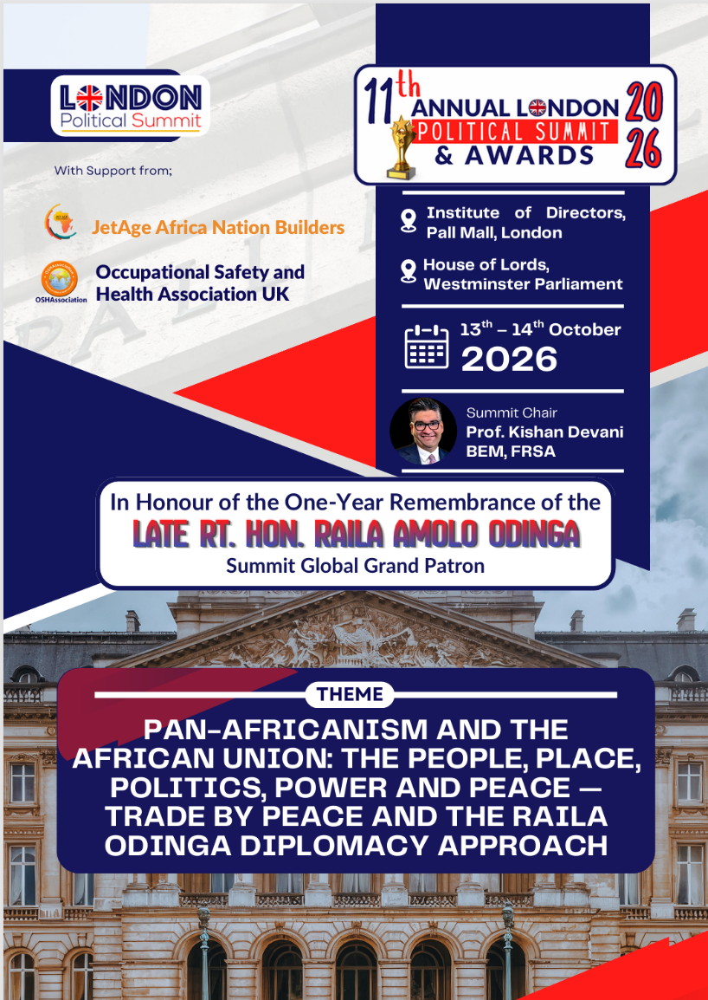 LONDON
Political Summit
With Support from;
JetAge Africa Nation Builders
Occupational Safety and
Health Association UK
OSHAssociation
11th
ANNUAL LONDON
POLITICAL SUMMIT
& AWARDS
20
26
Institute of Directors,
Pall Mall, London
House of Lords,
Westminster Parliament
13th – 14th October
2026
Summit Chair
Prof. Kishan Devani
BEM, FRSA
In Honour of the One-Year Remembrance of the
LATE RT. HON. RAILA AMOLO ODINGA
Summit Global Grand Patron
THEME
PAN-AFRICANISM AND THE
AFRICAN UNION: THE PEOPLE, PLACE,
POLITICS, POWER AND PEACE —
TRADE BY PEACE AND THE RAILA
ODINGA DIPLOMACY APPROACH